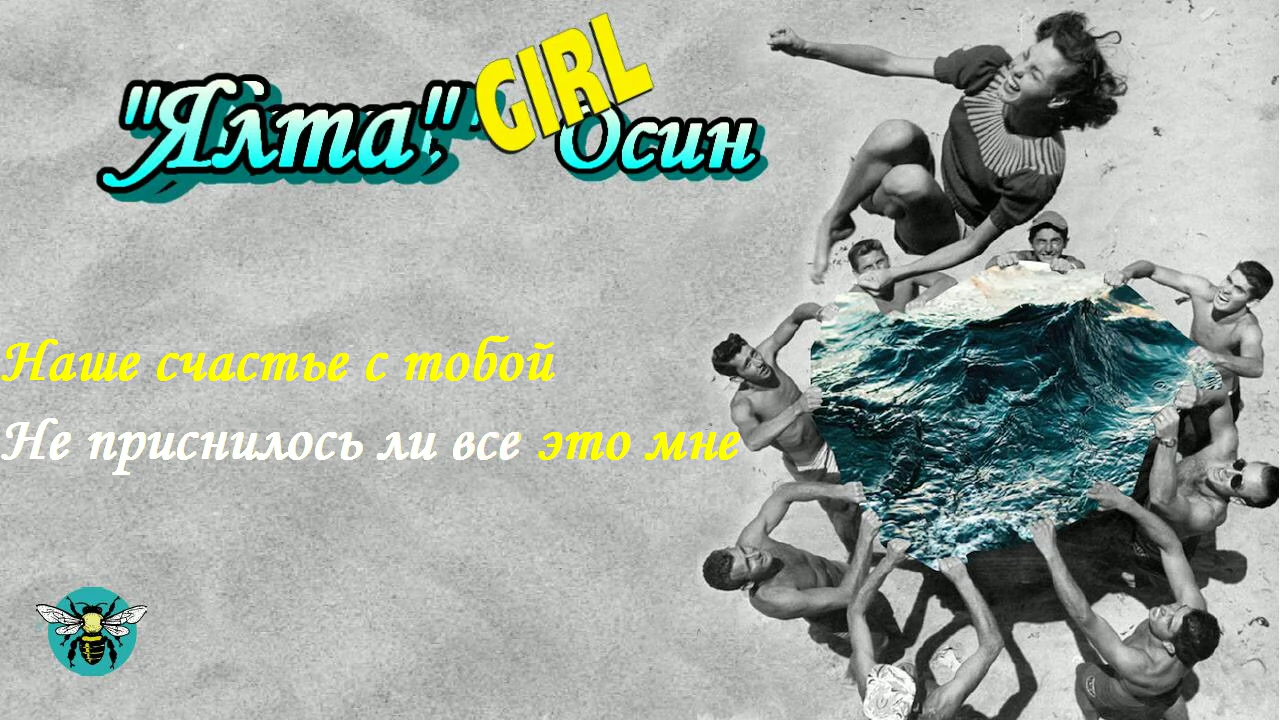 "Ялта," GIRL Осин
Наше счастье с тобой
Не приснилось ли все это мне